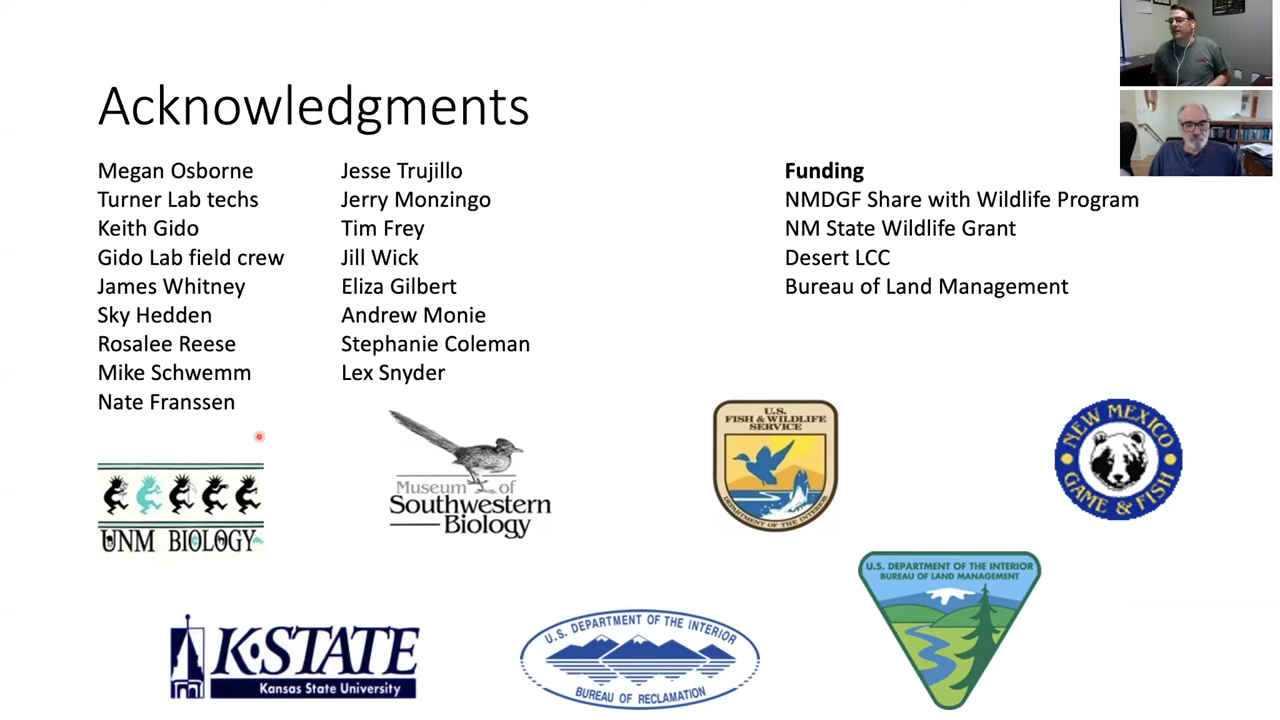 Acknowledgments
Megan Osborne
Turner Lab techs
Keith Gido
Gido Lab field crew
James Whitney
Sky Hedden
Rosalee Reese
Mike Schwemm
Nate Franssen
Jesse Trujillo
Jerry Monzingo
Tim Frey
Jill Wick
Eliza Gilbert
Andrew Monie
Stephanie Coleman
Lex Snyder
Funding
NMDGF Share with Wildlife Program
NM State Wildlife Grant
Desert LCC
Bureau of Land Management
UNM BIOLOGY
Museum of
Southwestern
Biology
U.S.
FISH & WILDLIFE
SERVICE
DEPARTMENT OF THE INTERIOR
NEW MEXICO
GAME & FISH
K•STATE
Kansas State University
U.S. DEPARTMENT OF THE INTERIOR
BUREAU OF RECLAMATION
U.S. DEPARTMENT OF THE INTERIOR
BUREAU OF LAND MANAGEMENT